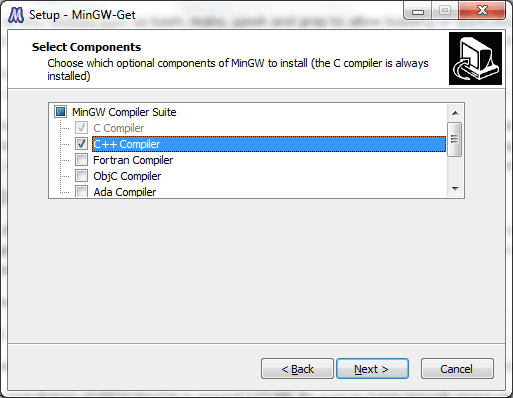 Setup - MinGW-Get
Select Components
Choose which optional components of MinGW to install (the C compiler is always
installed)
MinGW Compiler Suite
C Compiler
C++ Compiler
Fortran Compiler
ObjC Compiler
Ada Compiler
< Back
Next >
Cancel